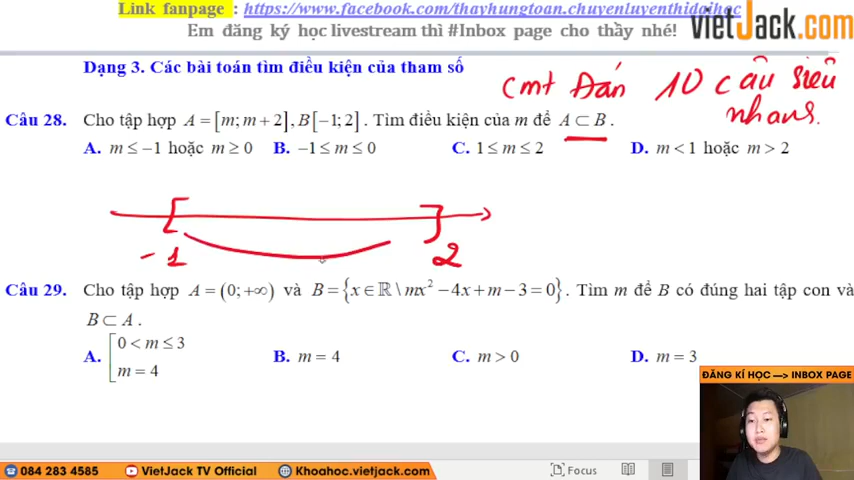 Link fanpage : https://www.facebook.com/thayhungtoan.chuyenluyenthidaihoc
Em đăng ký học livestream thì #Inbox page cho thầy nhé!
vietJack.com
Dạng 3. Các bài toán tìm điều kiện của tham số
cmt Đán 10 câu siêu
nhanh.
Câu 28. Cho tập hợp A = [m; m + 2], B[−1; 2]. Tìm điều kiện của m để A ⊂ B.
A. m ≤ −1 hoặc m ≥ 0 B. −1 ≤ m ≤ 0 C. 1 ≤ m ≤ 2 D. m < 1 hoặc m > 2
[ ]
−1 2
Câu 29. Cho tập hợp A = (0; +∞) và B = {x ∈ ℝ \ mx² − 4x + m − 3 = 0}. Tìm m để B có đúng hai tập con và
B ⊂ A.
A. [ 0 < m ≤ 3
m = 4
B. m = 4 C. m > 0 D. m = 3
ĐĂNG KÍ HỌC —> INBOX PAGE
084 283 4585 VietJack TV Official Khoahoc.vietjack.com
Focus